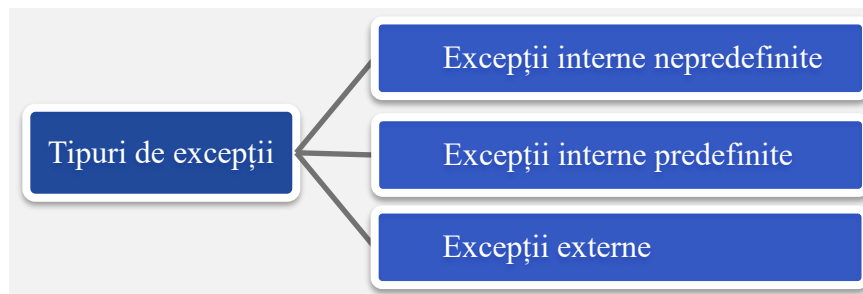 Excepții interne nepredefinite
Tipuri de excepții
Excepții interne predefinite
Excepții externe